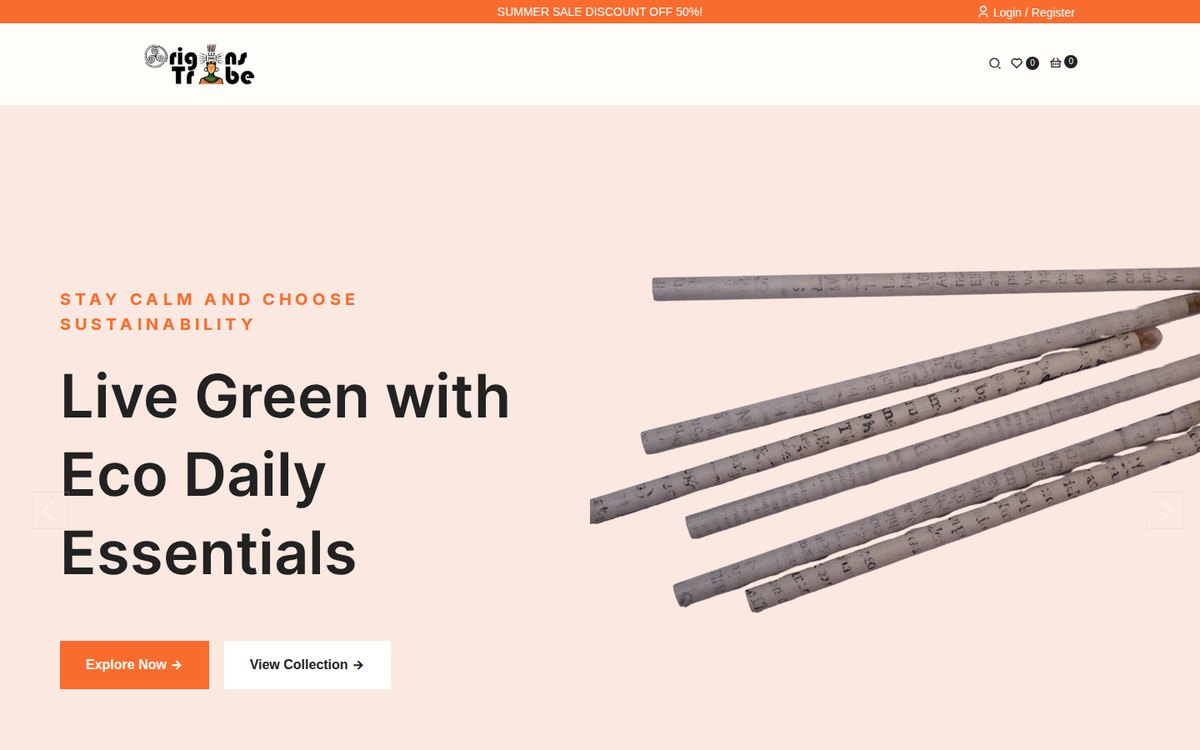 SUMMER SALE DISCOUNT OFF 50%!
Login / Register
Origins
Tribe
0
0
STAY CALM AND CHOOSE
SUSTAINABILITY
Live Green with
Eco Daily
Essentials
Explore Now →
View Collection →